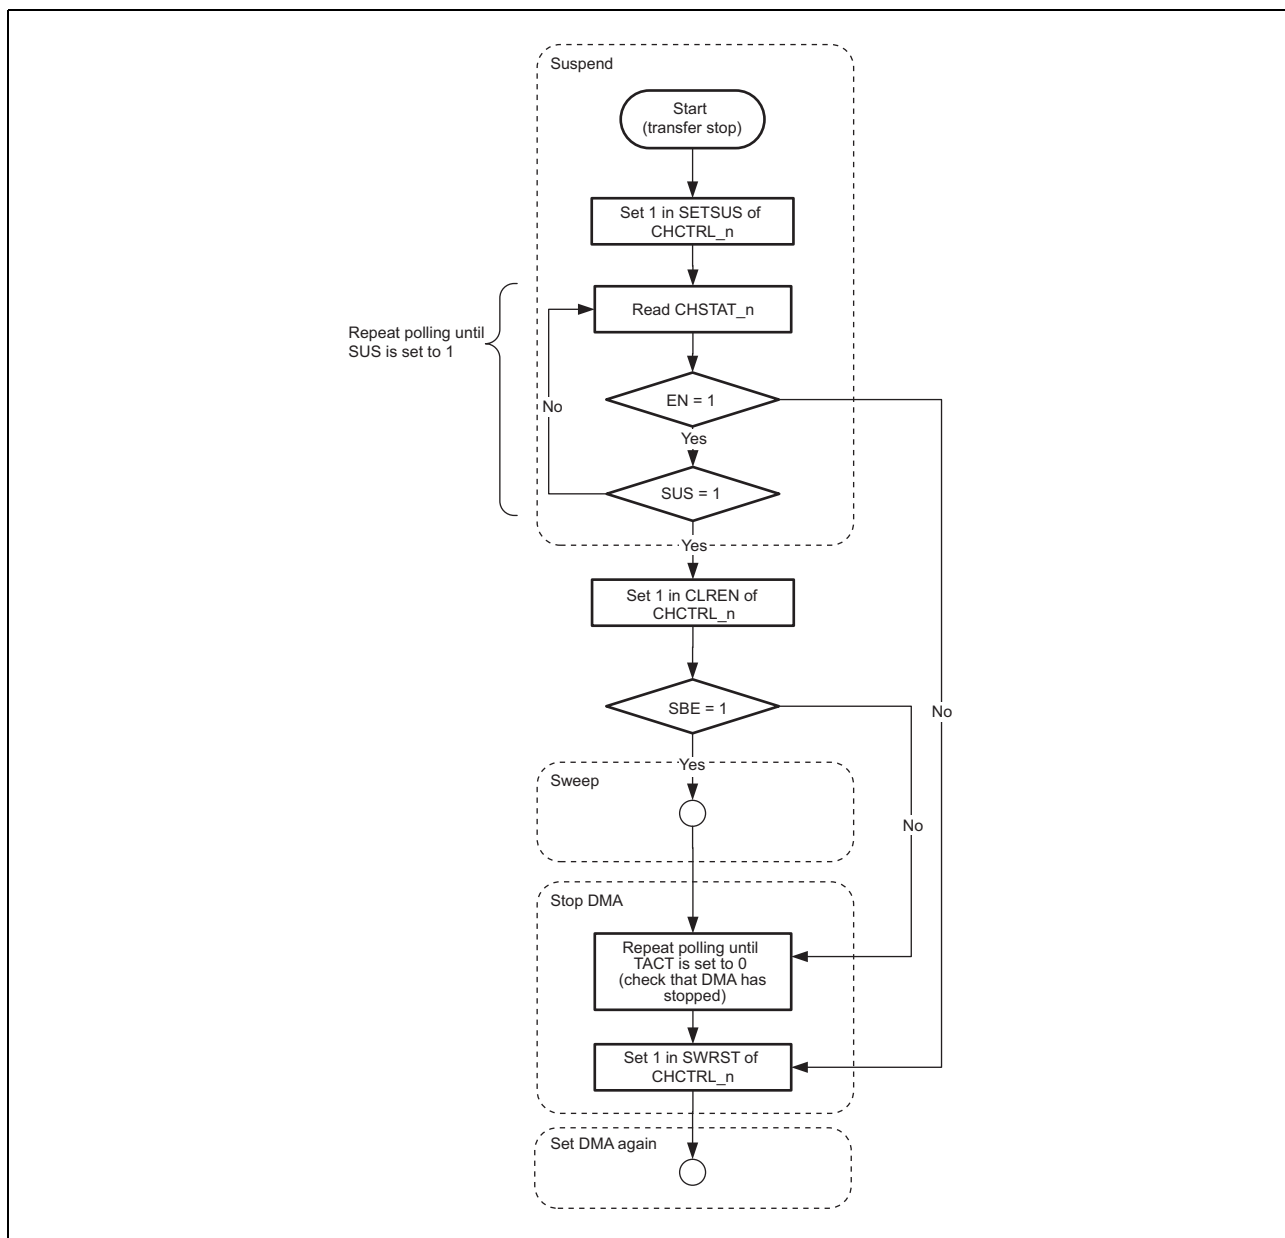 Suspend
Start
(transfer stop)
Set 1 in SETSUS of
CHCTRL_n
Read CHSTAT_n
Repeat polling until
SUS is set to 1
EN = 1
No
Yes
SUS = 1
Yes
Set 1 in CLREN of
CHCTRL_n
SBE = 1
No
Yes
Sweep
No
Stop DMA
Repeat polling until
TACT is set to 0
(check that DMA has
stopped)
Set 1 in SWRST of
CHCTRL_n
Set DMA again